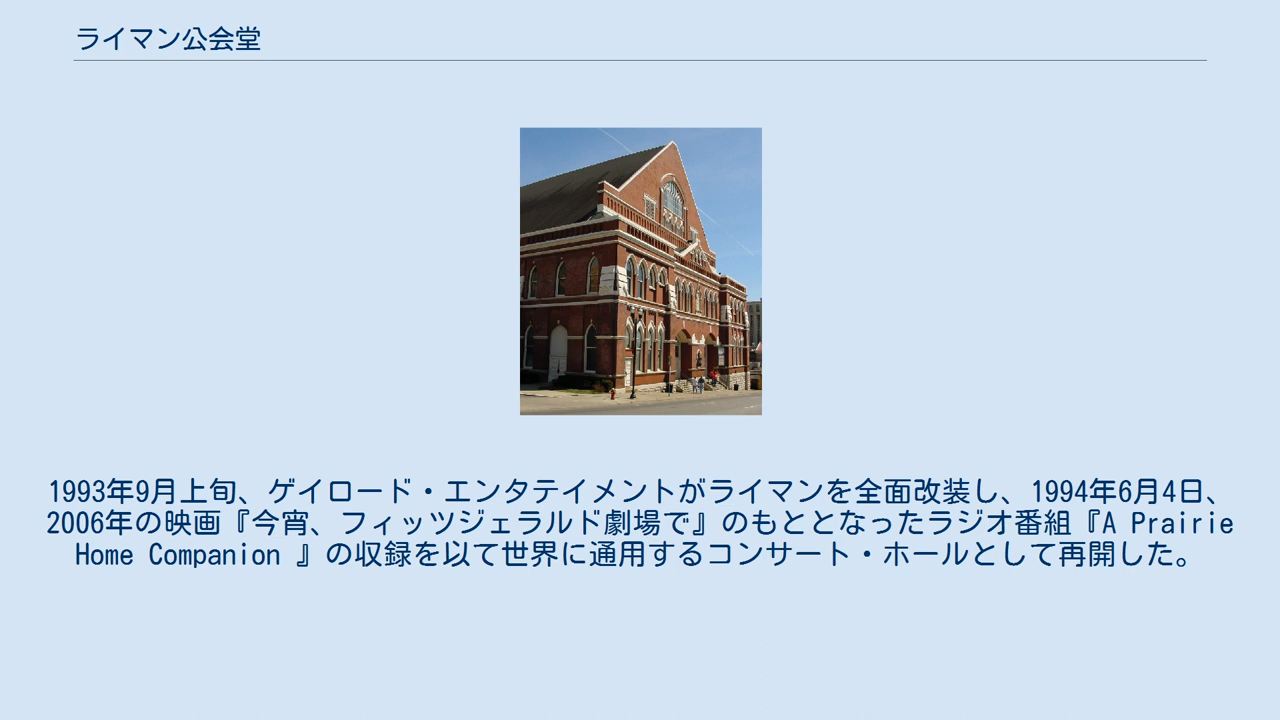 ライマン公会堂
1993年9月上旬、ゲイロード・エンタテイメントがライマンを全面改装し、1994年6月4日、
2006年の映画『今宵、フィッツジェラルド劇場で』のもととなったラジオ番組『A Prairie
Home Companion 』の収録を以て世界に通用するコンサート・ホールとして再開した。